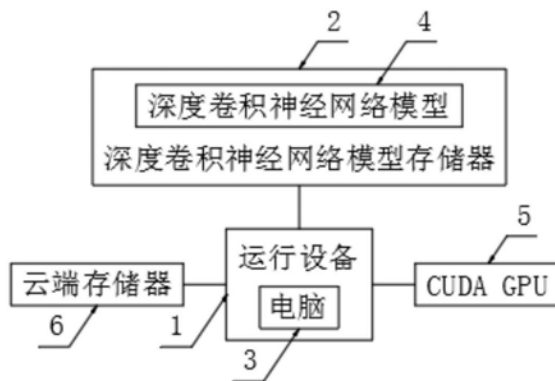 2 4
深度卷积神经网络模型
深度卷积神经网络模型存储器
5
运行设备
云端存储器
电脑
CUDA GPU
6 1 3